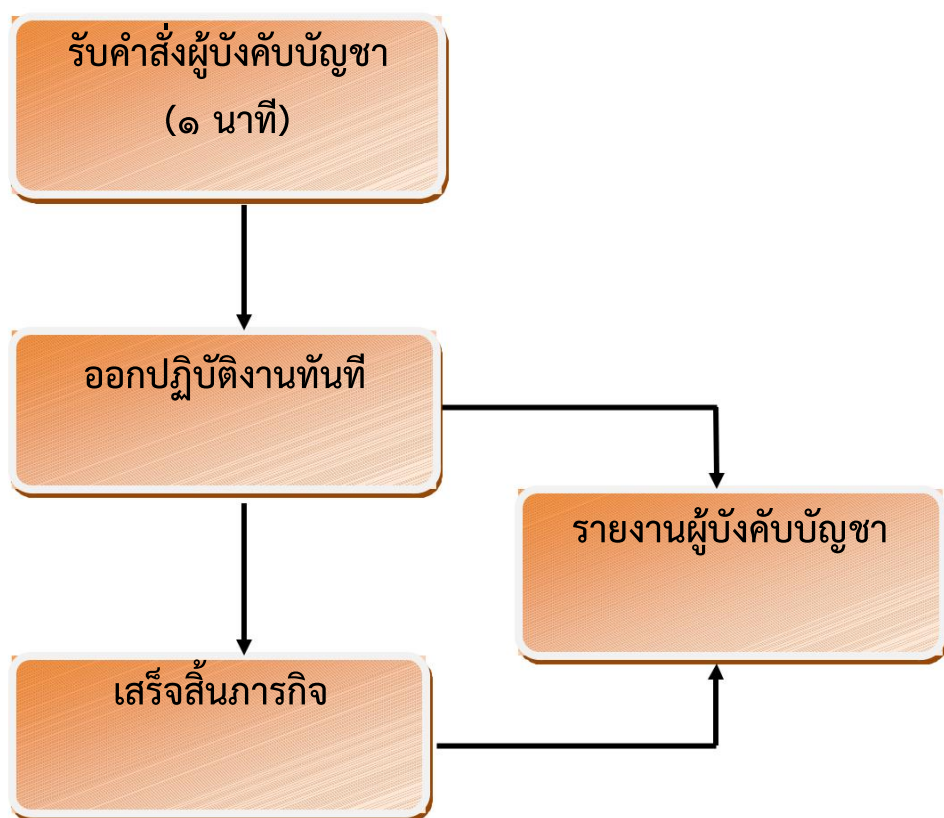 รับคำสั่งผู้บังคับบัญชา
(๑ นาที)
ออกปฏิบัติงานทันที
รายงานผู้บังคับบัญชา
เสร็จสิ้นภารกิจ